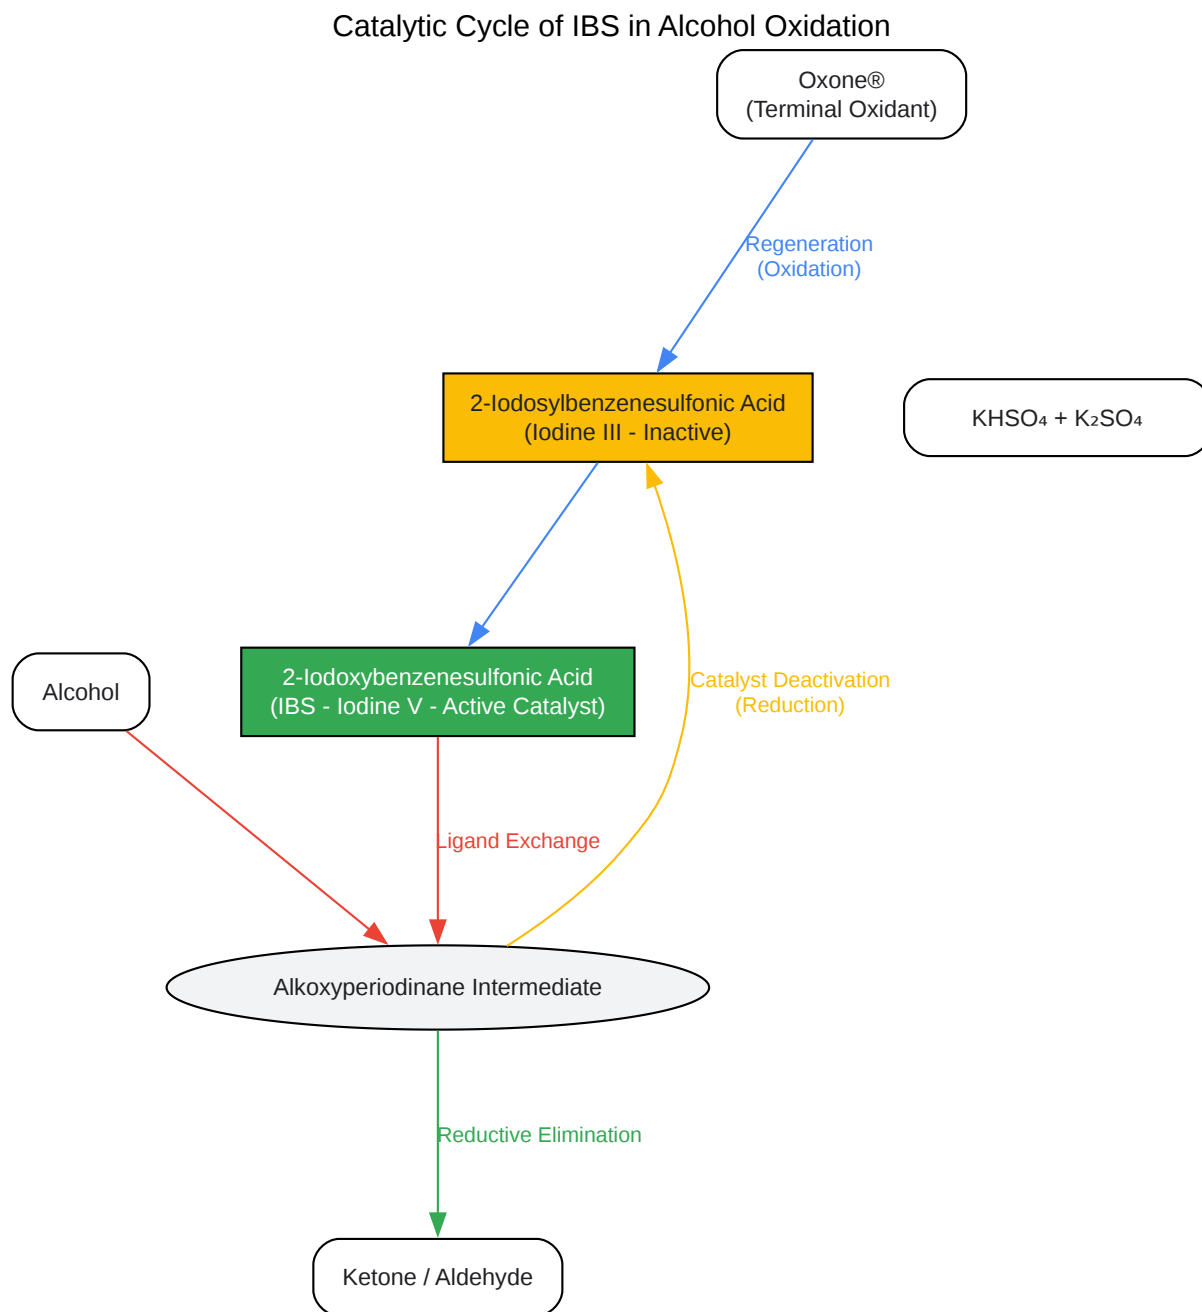 Catalytic Cycle of IBS in Alcohol Oxidation
Oxone®
(Terminal Oxidant)
Regeneration
(Oxidation)
2-Iodosylbenzenesulfonic Acid
(Iodine III - Inactive)
KHSO₄ + K₂SO₄
Alcohol
2-Iodoxybenzenesulfonic Acid
(IBS - Iodine V - Active Catalyst)
Catalyst Deactivation
(Reduction)
Ligand Exchange
Alkoxyperiodinane Intermediate
Reductive Elimination
Ketone / Aldehyde